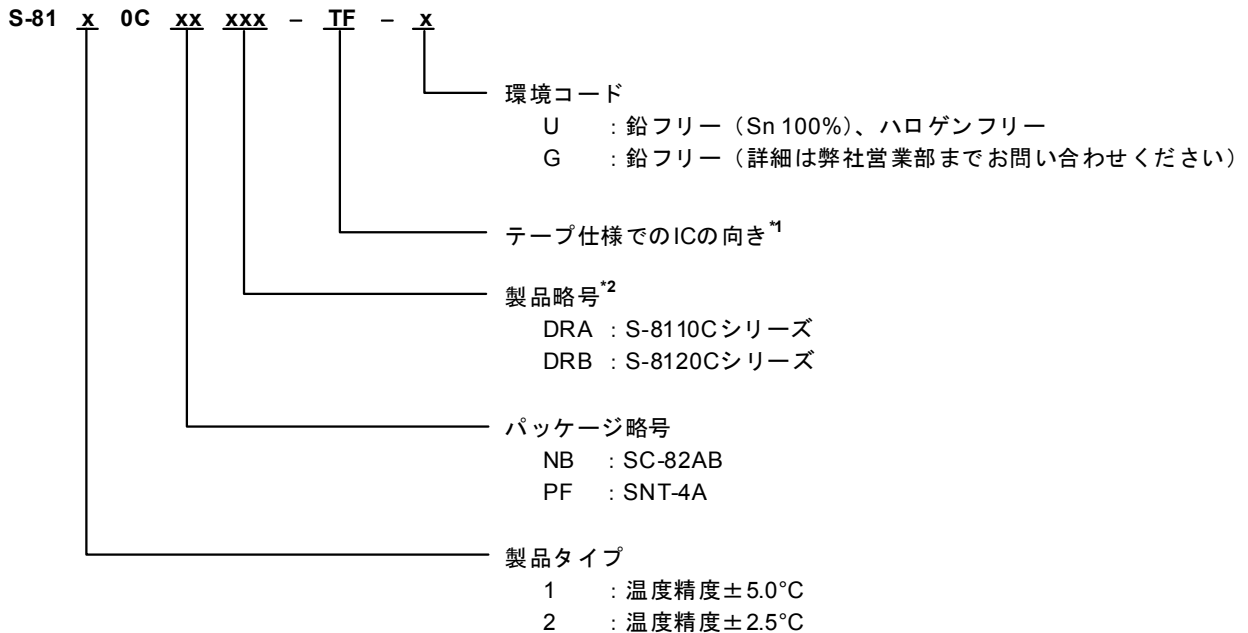 S-81 x 0C xx xxx – TF – x
環境コード
U : 鉛フリー（Sn 100%）、ハロゲンフリー
G : 鉛フリー（詳細は弊社営業部までお問い合わせください）
テープ仕様でのICの向き*1
製品略号*2
DRA : S-8110Cシリーズ
DRB : S-8120Cシリーズ
パッケージ略号
NB : SC-82AB
PF : SNT-4A
製品タイプ
1 : 温度精度±5.0°C
2 : 温度精度±2.5°C